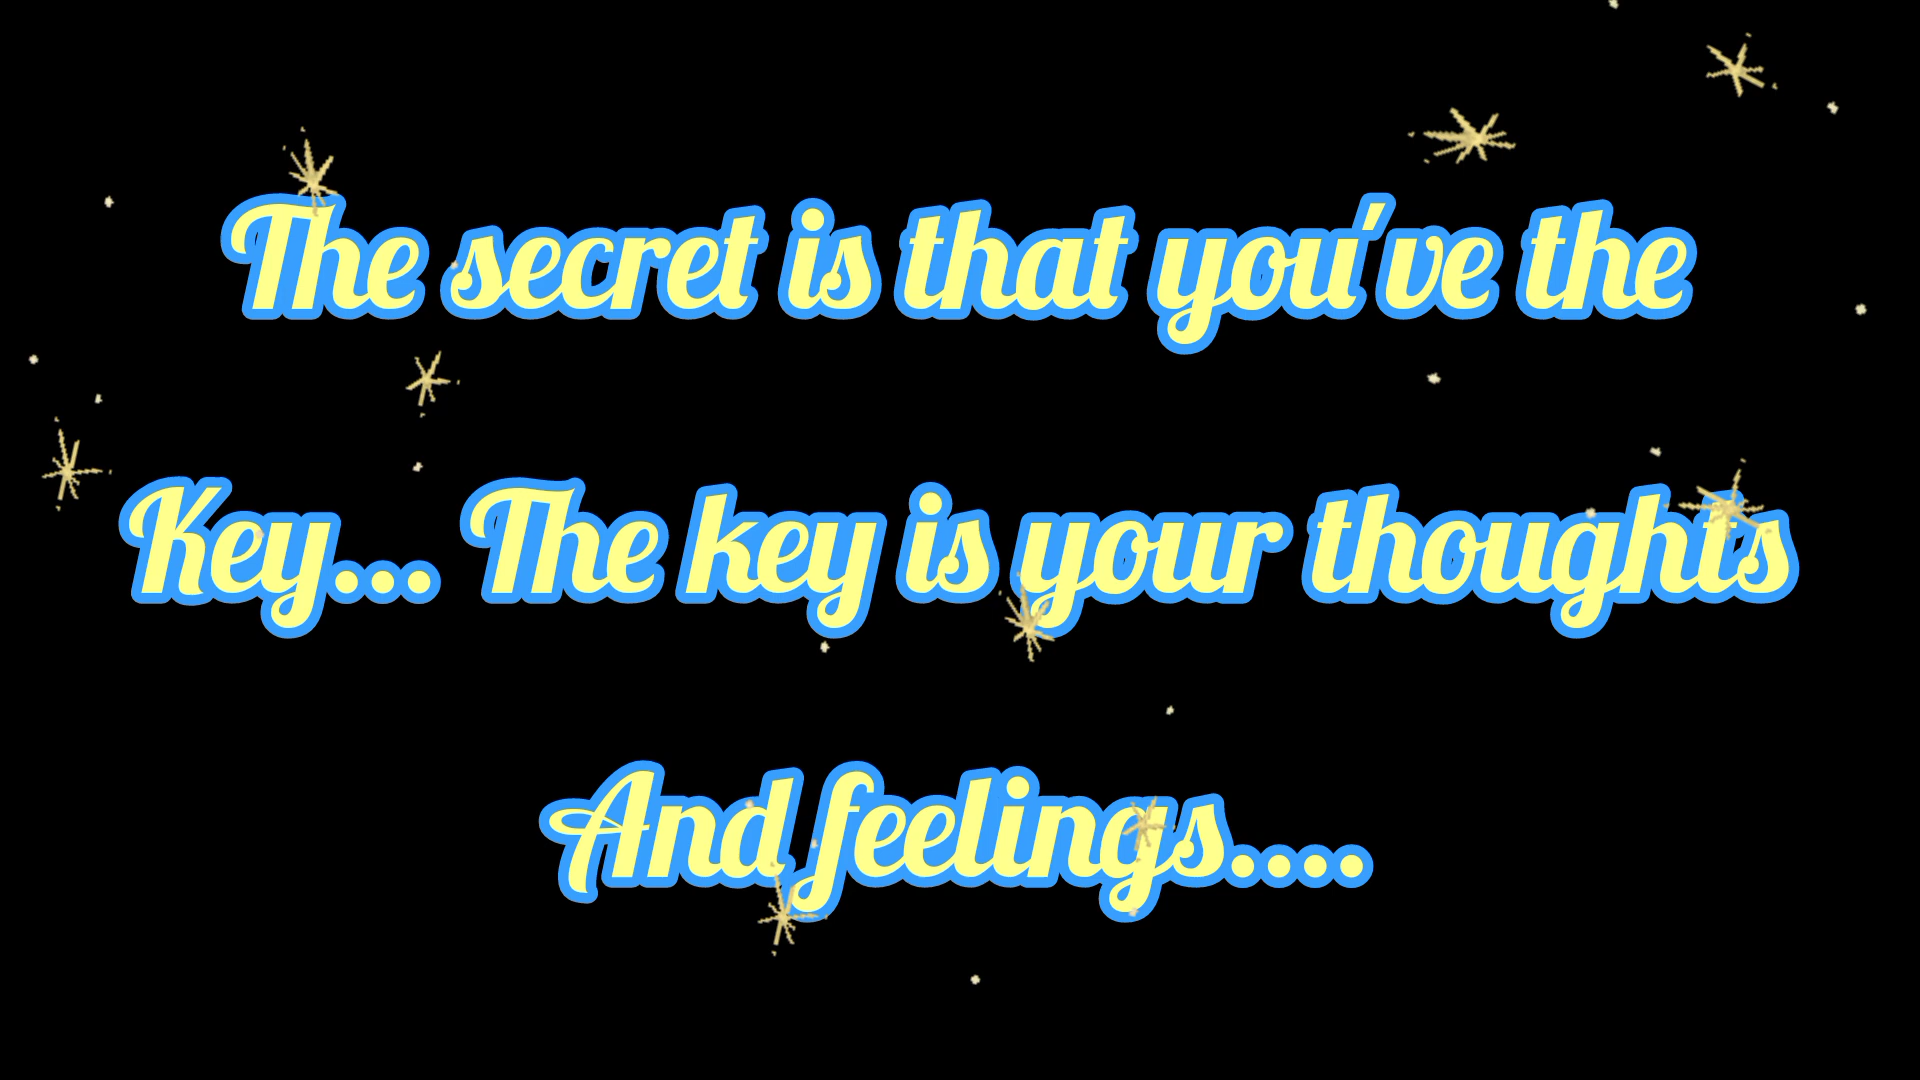 The secret is that you've the
Key... The key is your thoughts
And feelings....